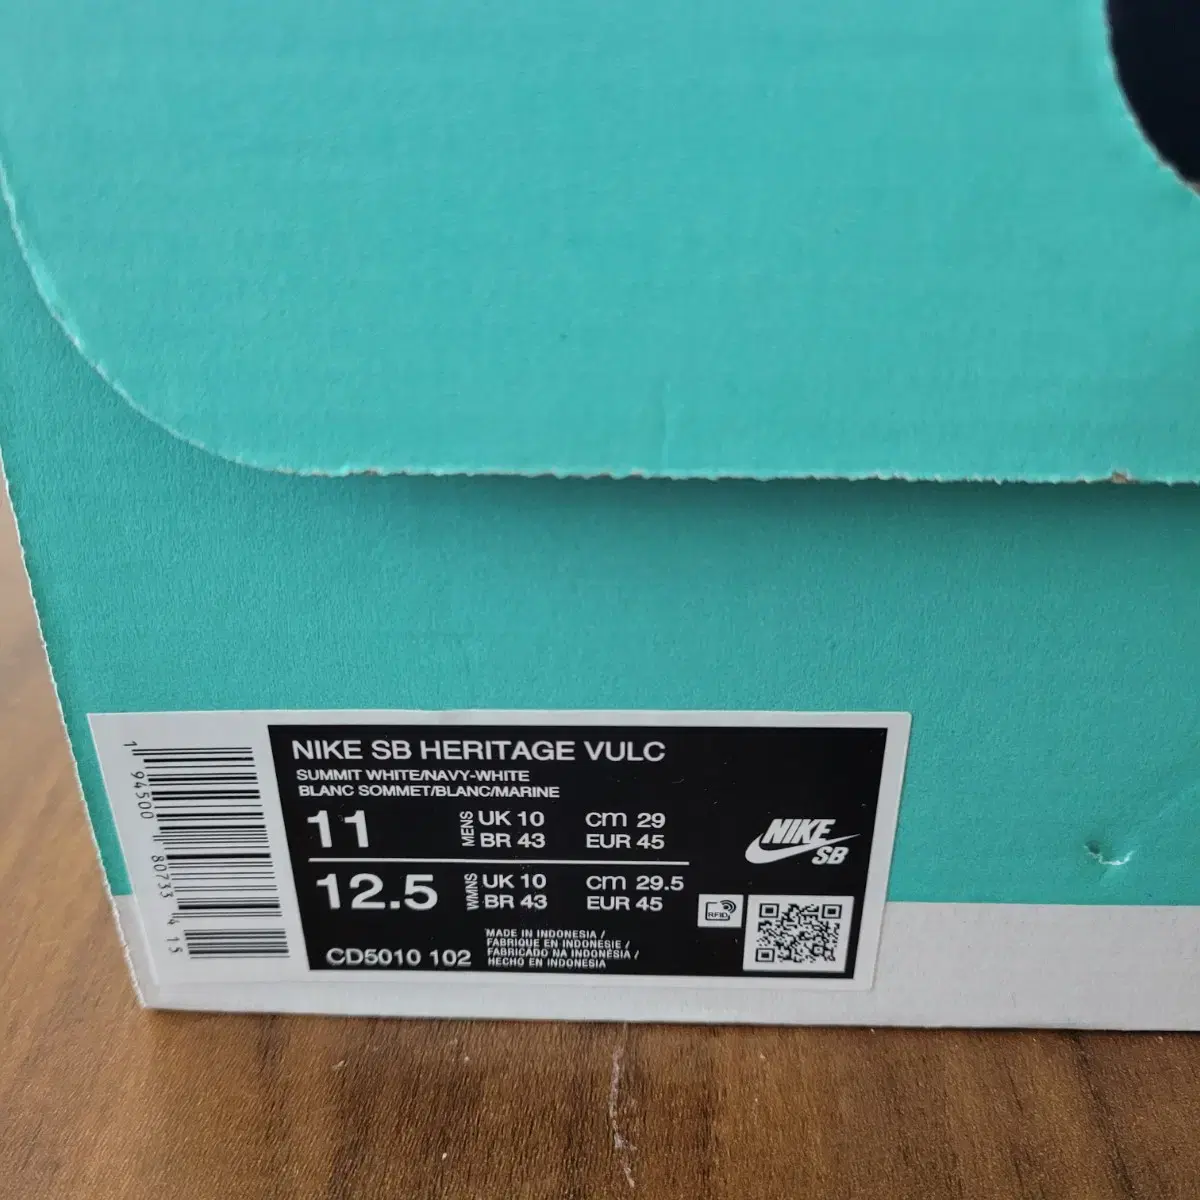 NIKE SB HERITAGE VULC
SUMMIT WHITE/NAVY-WHITE
BLANC SOMMET/BLANC/MARINE
11 MENS UK 10 cm 29
BR 43 EUR 45
12.5 WMNS UK 10 cm 29.5
BR 43 EUR 45
NIKE
SB
RFID
CD5010 102
MADE IN INDONESIA /
FABRIQUE EN INDONESIE /
FABRICADO NA INDONÉSIA /
HECHO EN INDONESIA
1 94500 80733 4 15